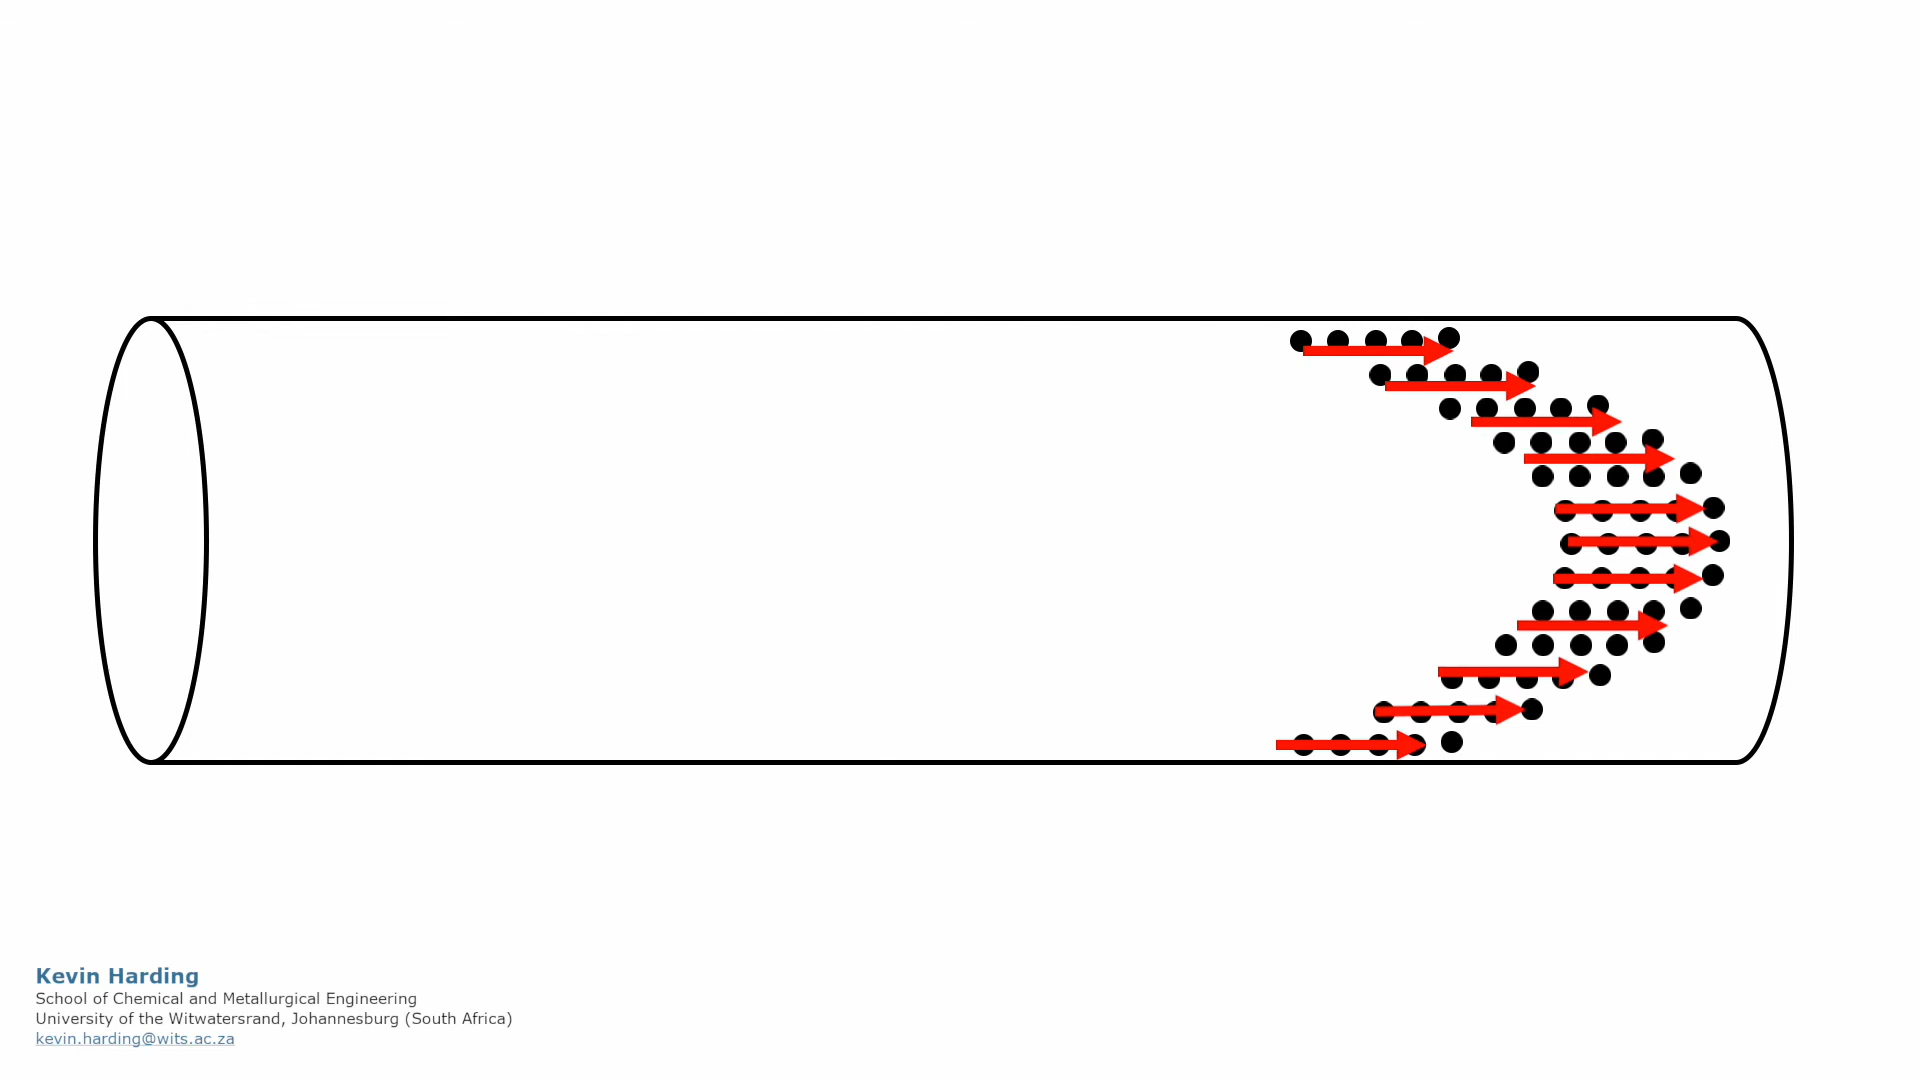 Kevin Harding
School of Chemical and Metallurgical Engineering
University of the Witwatersrand, Johannesburg (South Africa)
kevin.harding@wits.ac.za